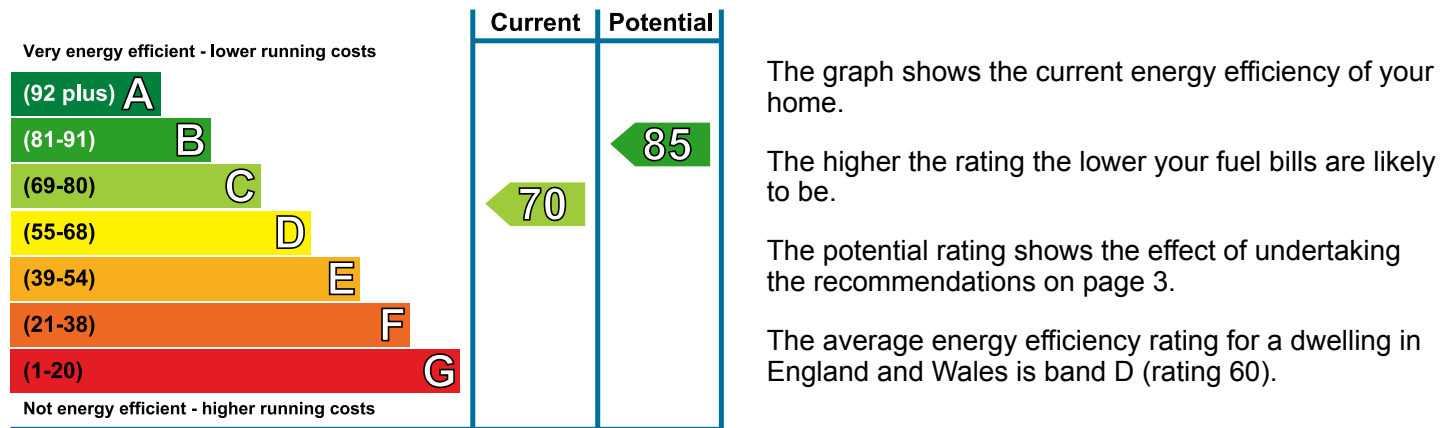 Current Potential
Very energy efficient - lower running costs
(92 plus) A
(81-91) B
(69-80) C
(55-68) D
(39-54) E
(21-38) F
(1-20) G
Not energy efficient - higher running costs
70
85
The graph shows the current energy efficiency of your
home.
The higher the rating the lower your fuel bills are likely
to be.
The potential rating shows the effect of undertaking
the recommendations on page 3.
The average energy efficiency rating for a dwelling in
England and Wales is band D (rating 60).